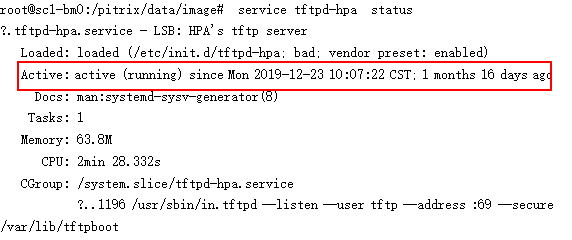 root@sc1-bm0:/pitrix/data/image#  service tftpd-hpa  status
?.tftpd-hpa.service - LSB: HPA's tftp server
Loaded: loaded (/etc/init.d/tftpd-hpa; bad; vendor preset: enabled)
Active: active (running) since Mon 2019-12-23 10:07:22 CST; 1 months 16 days ago
Docs: man:systemd-sysv-generator(8)
Tasks: 1
Memory: 63.8M
CPU: 2min 28.332s
CGroup: /system.slice/tftpd-hpa.service
?..1196 /usr/sbin/in.tftpd --listen --user tftp --address :69 --secure
/var/lib/tftpboot